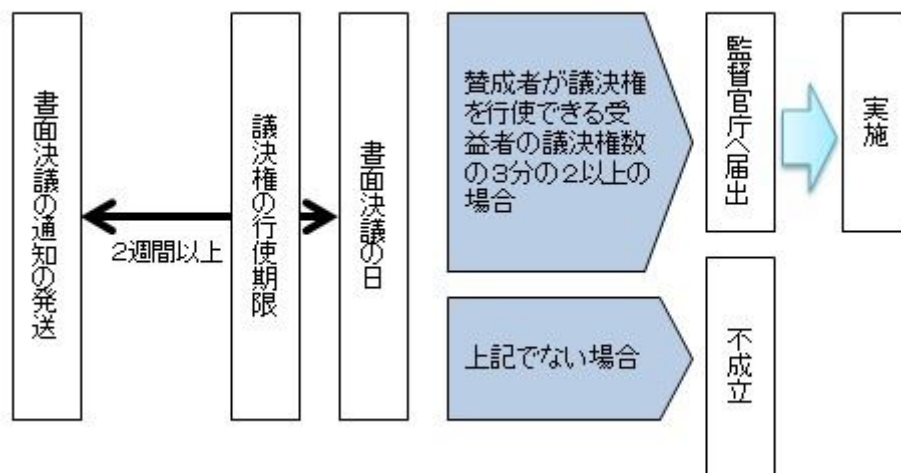 書面決議の通知の発送
2週間以上
議決権の行使期限
書面決議の日
賛成者が議決権
を行使できる受
益者の議決権数
の3分の2以上の
場合
監督官庁へ届出
実施
上記でない場合
不成立